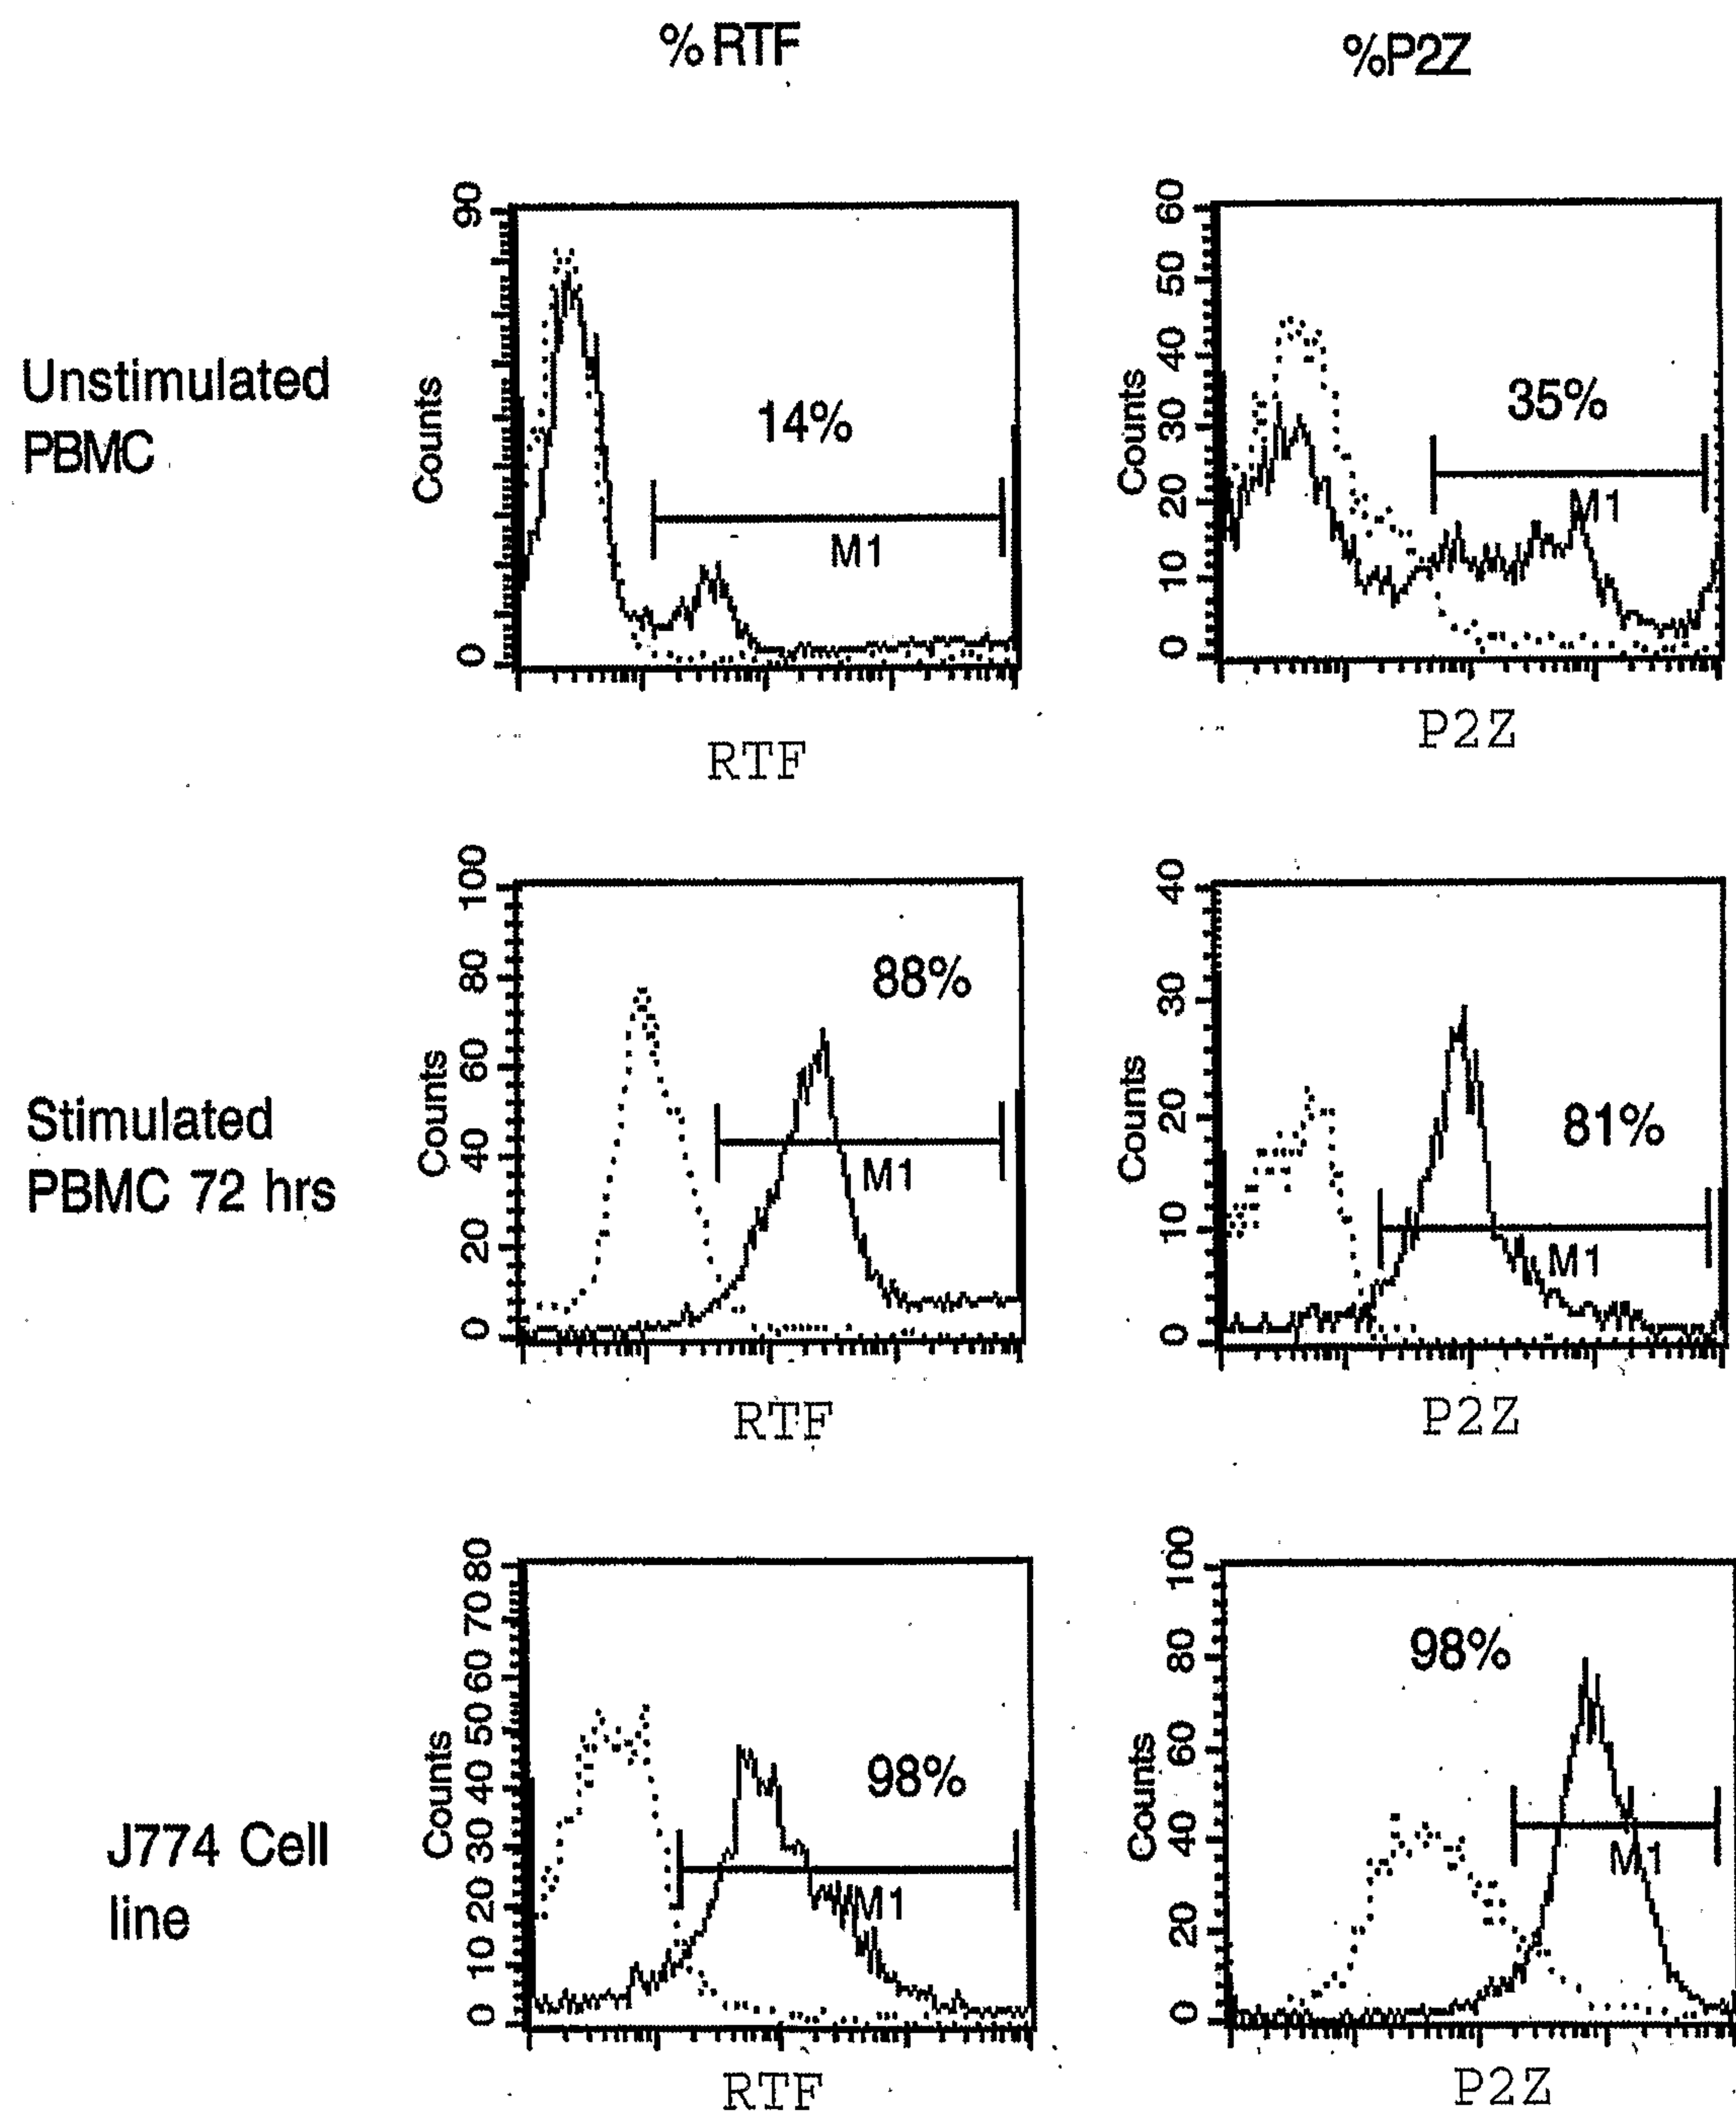 %RTF %P2Z
Unstimulated
PBMC
Counts
90
0
14%
M1
RTF
Counts
60
50
40
30
20
10
0
35%
M1
P2Z
Stimulated
PBMC 72 hrs
Counts
100
80
60
40
20
0
88%
M1
RTF
Counts
40
30
20
10
0
81%
M1
P2Z
J774 Cell
line
Counts
80
70
60
50
40
30
20
10
0
98%
M1
RTF
Counts
100
80
60
40
20
0
98%
M1
P2Z